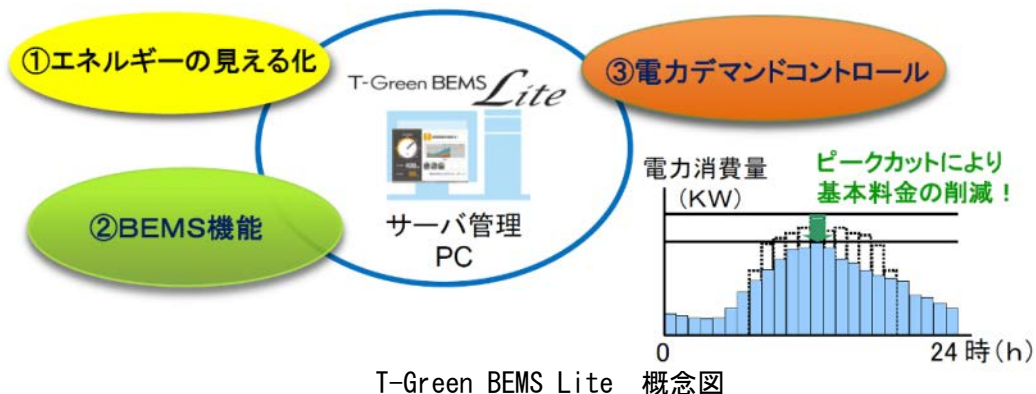 ①エネルギーの見える化
T-Green BEMS Lite
③電力デマンドコントロール
②BEMS機能
サーバ管理
PC
電力消費量
(KW)
ピークカットにより
基本料金の削減！
0
24 時(h)
T-Green BEMS Lite　概念図